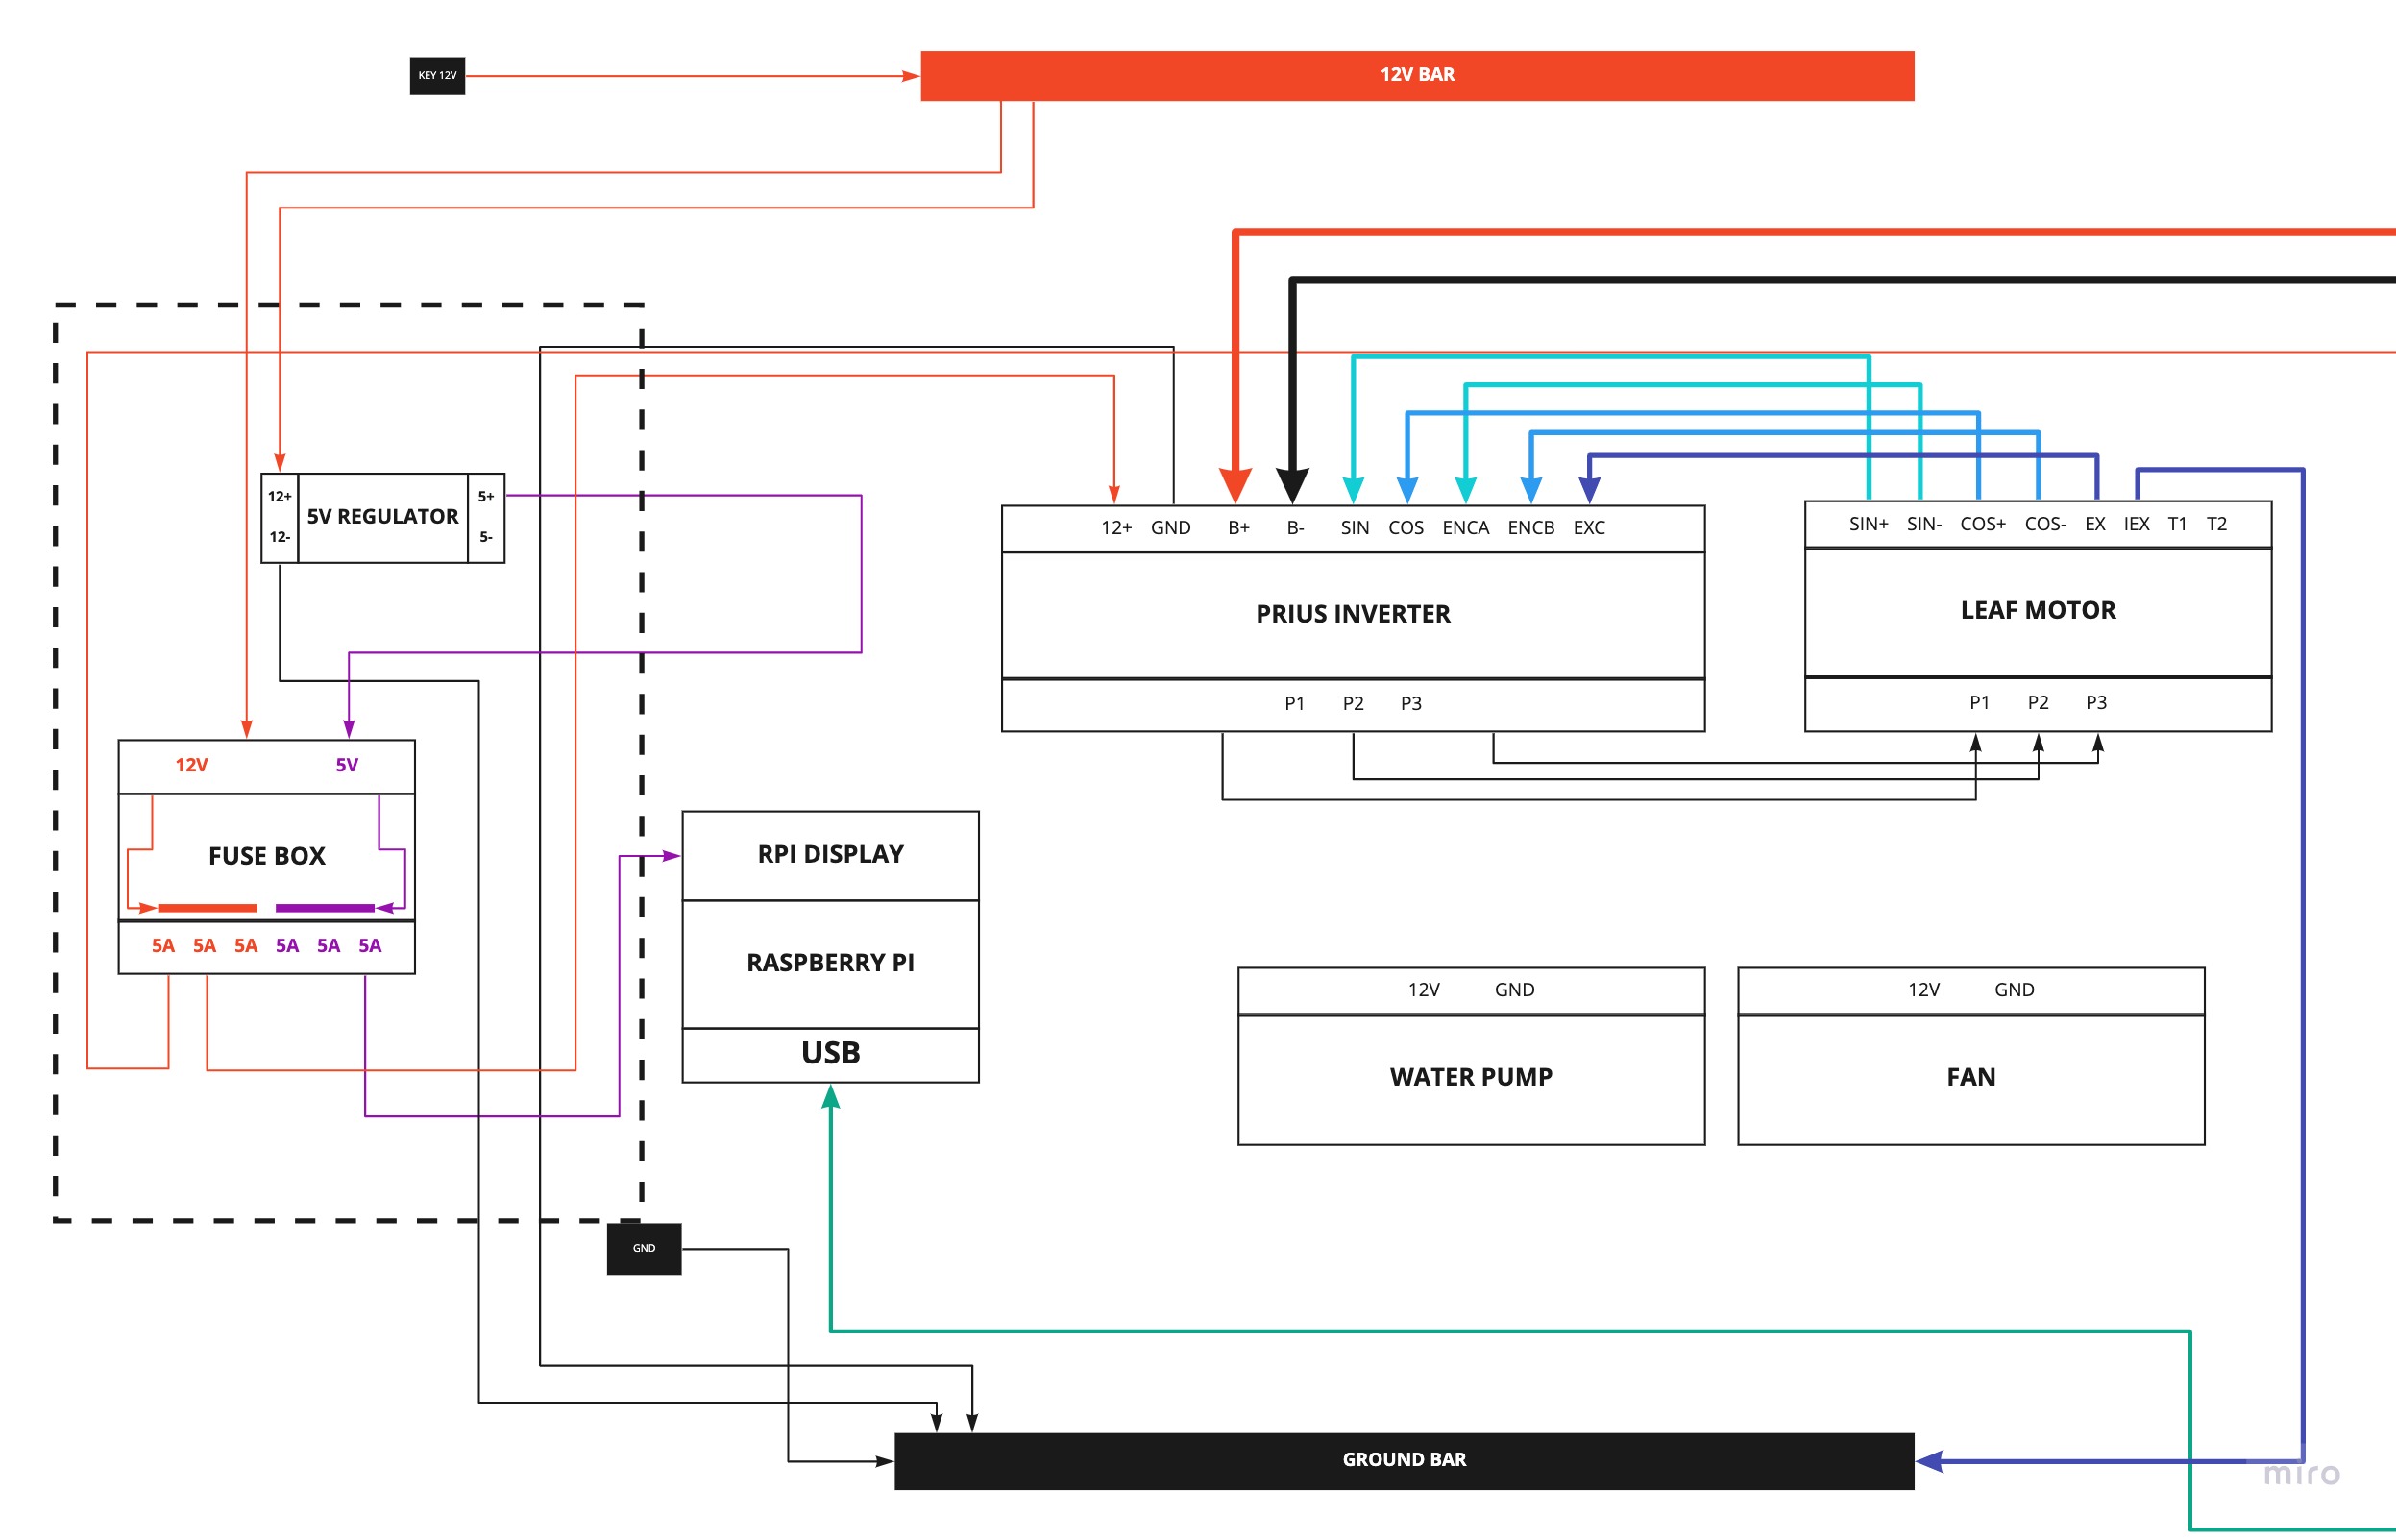 KEY 12V
12V BAR
12+
5V REGULATOR
5+
12-
5-
12+ GND B+ B- SIN COS ENCA ENCB EXC
PRIUS INVERTER
P1 P2 P3
SIN+ SIN- COS+ COS- EX IEX T1 T2
LEAF MOTOR
P1 P2 P3
12V 5V
FUSE BOX
5A 5A 5A 5A 5A 5A
RPI DISPLAY
RASPBERRY PI
USB
12V GND
WATER PUMP
12V GND
FAN
GND
GROUND BAR
miro